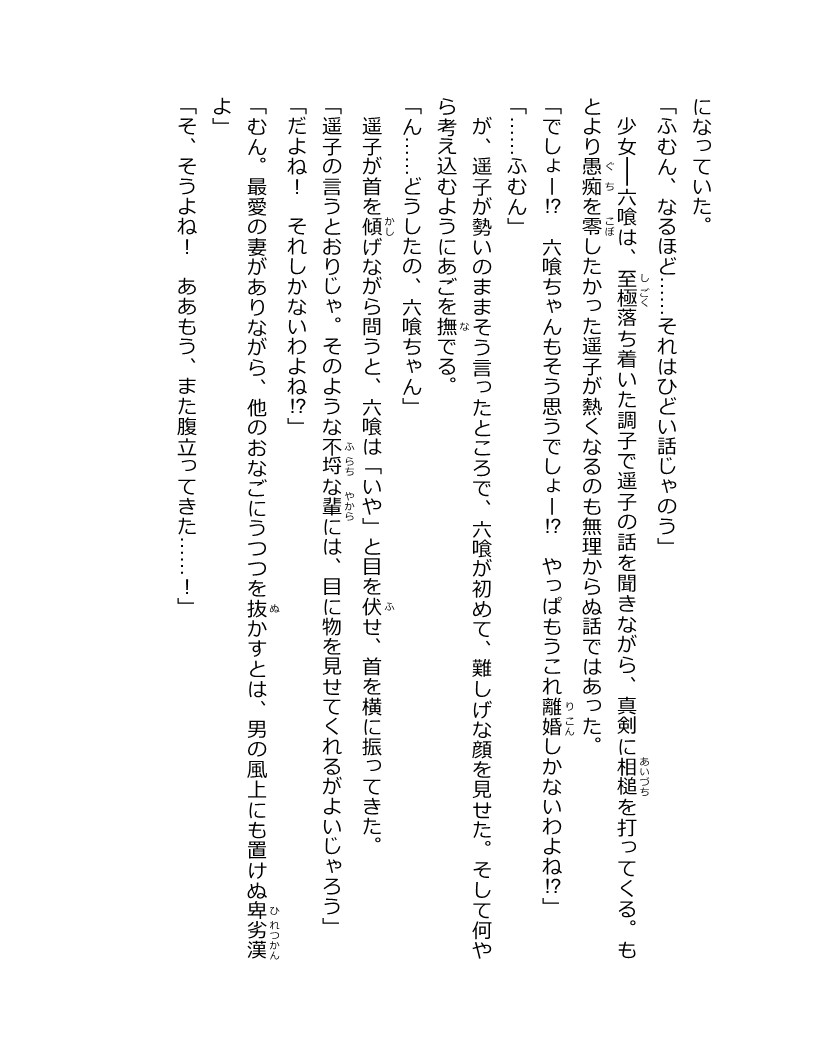 になっていた。
「ふむん、なるほど……それはひどい話じゃのう」
　少女――六喰は、至極落ち着いた調子で遥子の話を聞きながら、真剣に相槌を打ってくる。も
とより愚痴を零したかった遥子が熱くなるのも無理からぬ話ではあった。
「でしょー!?　六喰ちゃんもそう思うでしょー!?　やっぱもうこれ離婚しかないわよね!?」
「……ふむん」
　が、遥子が勢いのままそう言ったところで、六喰が初めて、難しげな顔を見せた。そして何や
ら考え込むようにあごを撫でる。
「ん……どうしたの、六喰ちゃん」
　遥子が首を傾げながら問うと、六喰は「いや」と目を伏せ、首を横に振ってきた。
「遥子の言うとおりじゃ。そのような不埒な輩には、目に物を見せてくれるがよいじゃろう」
「だよね！　それしかないわよね!?」
「むん。最愛の妻がありながら、他のおなごにうつつを抜かすとは、男の風上にも置けぬ卑劣漢
よ」
「そ、そうよね！　ああもう、また腹立ってきた……！」